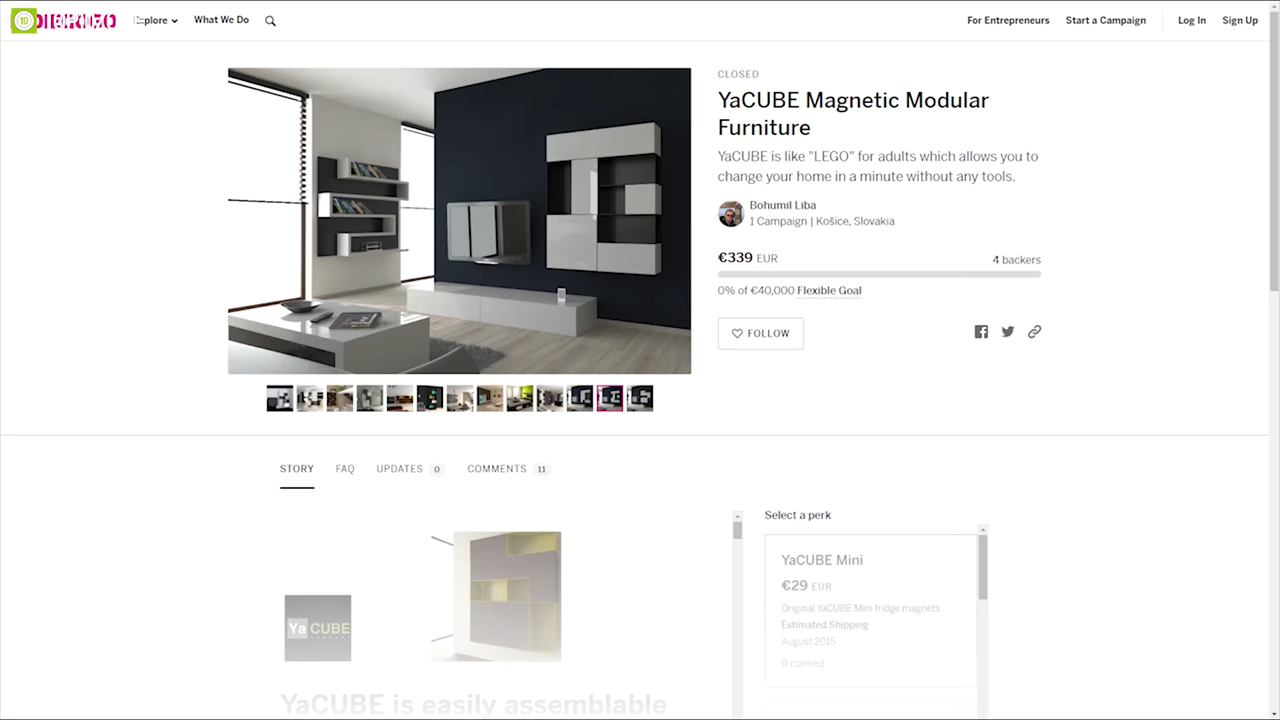 10
Explore
What We Do
For Entrepreneurs
Start a Campaign
Log In
Sign Up
CLOSED
YaCUBE Magnetic Modular
Furniture
YaCUBE is like "LEGO" for adults which allows you to
change your home in a minute without any tools.
Bohumil Liba
1 Campaign | Košice, Slovakia
€339 EUR
4 backers
0% of €40,000 Flexible Goal
FOLLOW
STORY
FAQ
UPDATES 0
COMMENTS 11
Select a perk
YaCUBE Mini
€29 EUR
Original YaCUBE Mini fridge magnets .
Estimated Shipping
August 2015
0 claimed
Ya CUBE
YaCUBE is easily assemblable